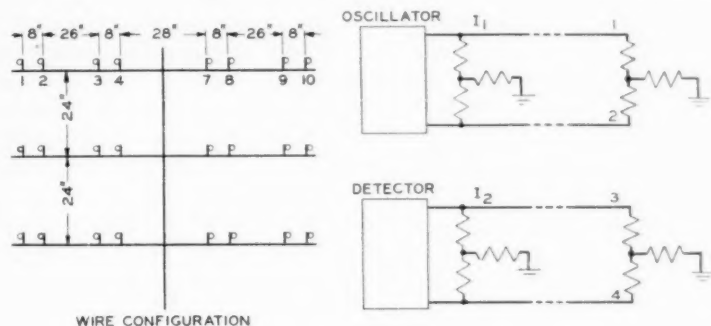 8" 26" 8" 28" 8" 26" 8"
1 2 3 4 7 8 9 10
24"
24"
WIRE CONFIGURATION
OSCILLATOR
I1 1
2
DETECTOR
I2 3
4